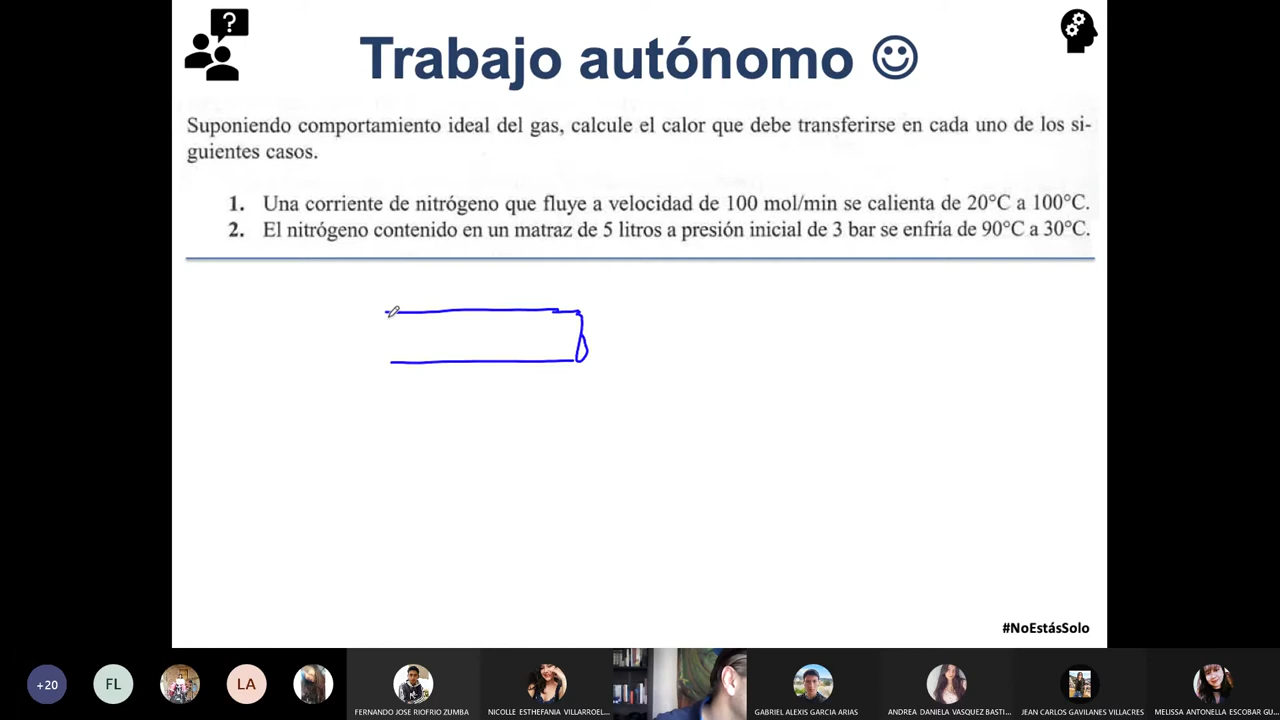 ?
Trabajo autónomo
Suponiendo comportamiento ideal del gas, calcule el calor que debe transferirse en cada uno de los si-
guientes casos.
1. Una corriente de nitrógeno que fluye a velocidad de 100 mol/min se calienta de 20°C a 100°C.
2. El nitrógeno contenido en un matraz de 5 litros a presión inicial de 3 bar se enfría de 90°C a 30°C.
#NoEstásSolo
+20
FL
LA
FERNANDO JOSE RIOFRIO ZUMBA
NICOLLE ESTHEFANIA VILLARROEL...
GABRIEL ALEXIS GARCIA ARIAS
ANDREA DANIELA VASQUEZ BASTI...
JEAN CARLOS GAVILANES VILLACRES
MELISSA ANTONELLA ESCOBAR GU...